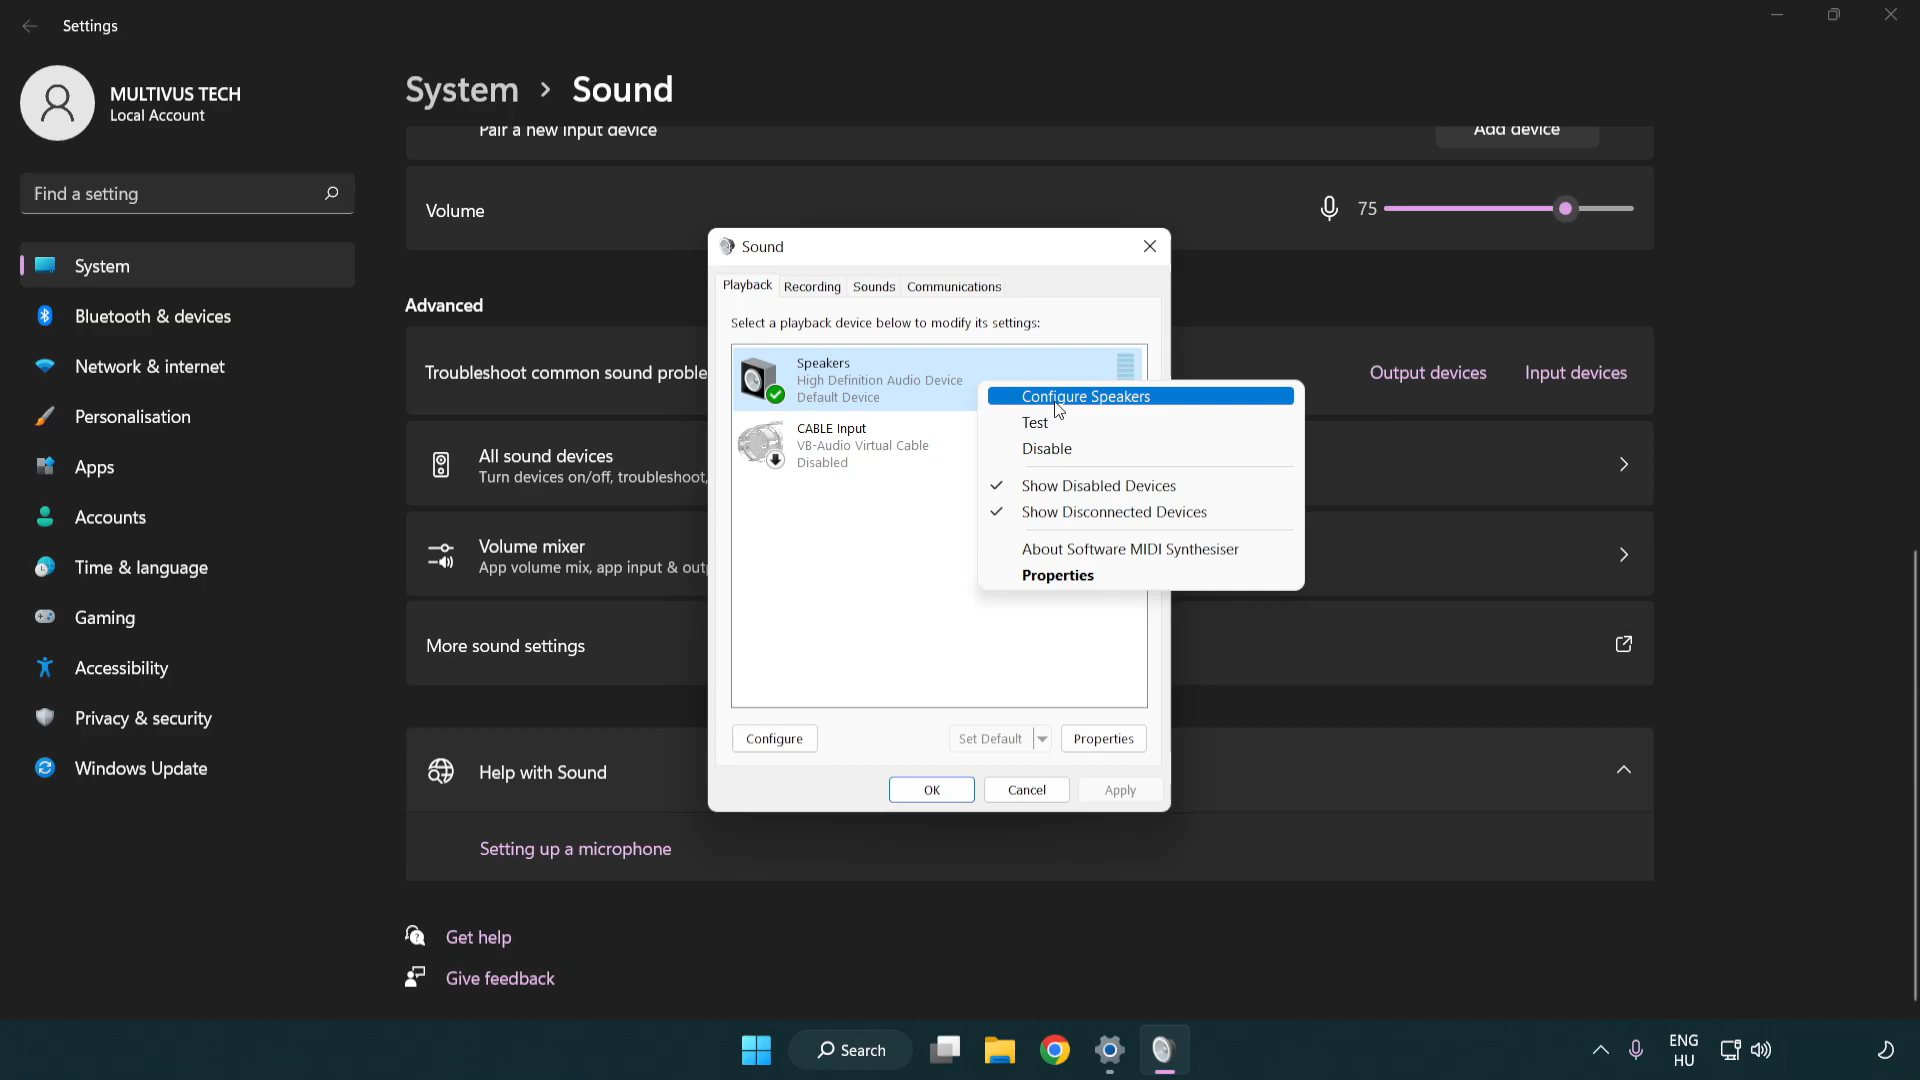 Settings
MULTIVUS TECH
Local Account
Find a setting
System
Bluetooth & devices
Network & internet
Personalisation
Apps
Accounts
Time & language
Gaming
Accessibility
Privacy & security
Windows Update
System > Sound
Pair a new input device
Add device
Volume
75
Advanced
Troubleshoot common sound proble
Output devices
Input devices
All sound devices
Turn devices on/off, troubleshoot,
Volume mixer
App volume mix, app input & outp
More sound settings
Help with Sound
Setting up a microphone
Get help
Give feedback
Sound
Playback Recording Sounds Communications
Select a playback device below to modify its settings:
Speakers
High Definition Audio Device
Default Device
CABLE Input
VB-Audio Virtual Cable
Disabled
Configure Speakers
Test
Disable
Show Disabled Devices
Show Disconnected Devices
About Software MIDI Synthesiser
Properties
Configure
Set Default
Properties
OK
Cancel
Apply
Search
ENG
HU